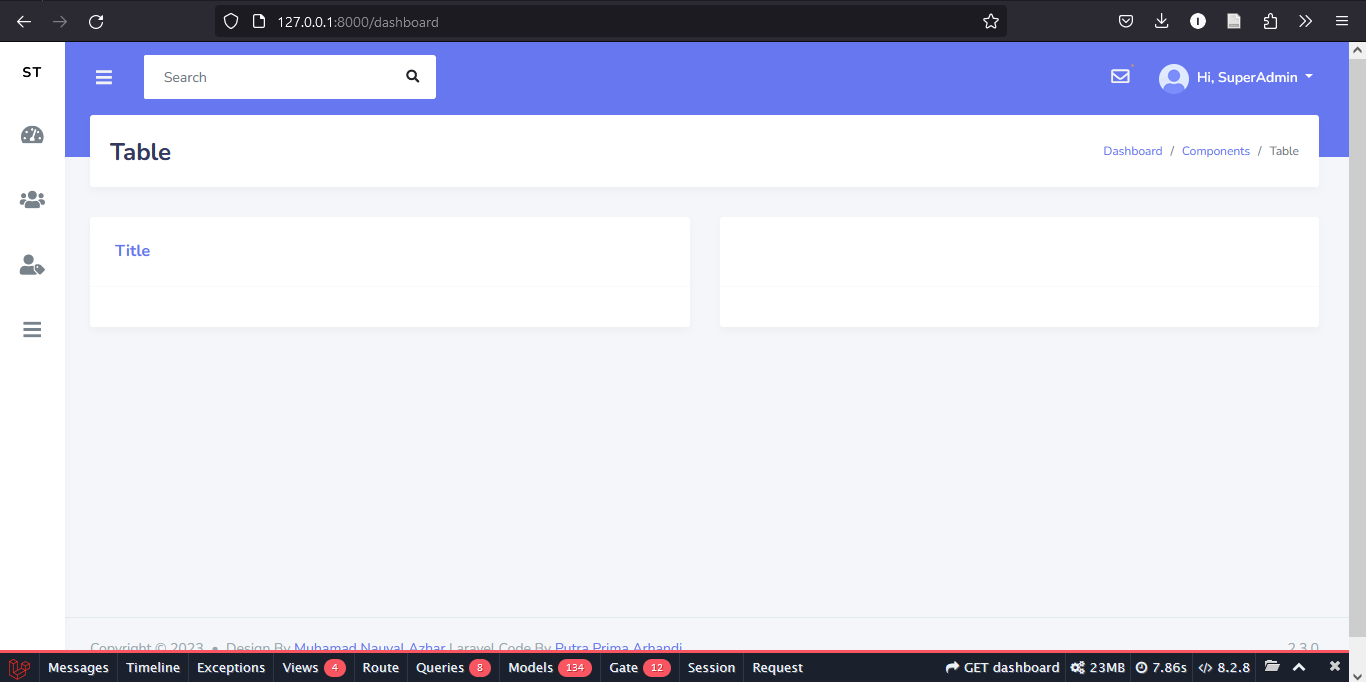 127.0.0.1:8000/dashboard
ST
Search
Hi, SuperAdmin
Table
Dashboard / Components / Table
Title
Copyright © 2023 • Design By Muhamad Nauval Azhar Laravel Code By Putra Prima Arhandi
2.3.0
Messages Timeline Exceptions Views 4 Route Queries 8 Models 134 Gate 12 Session Request GET dashboard 23MB 7.86s 8.2.8